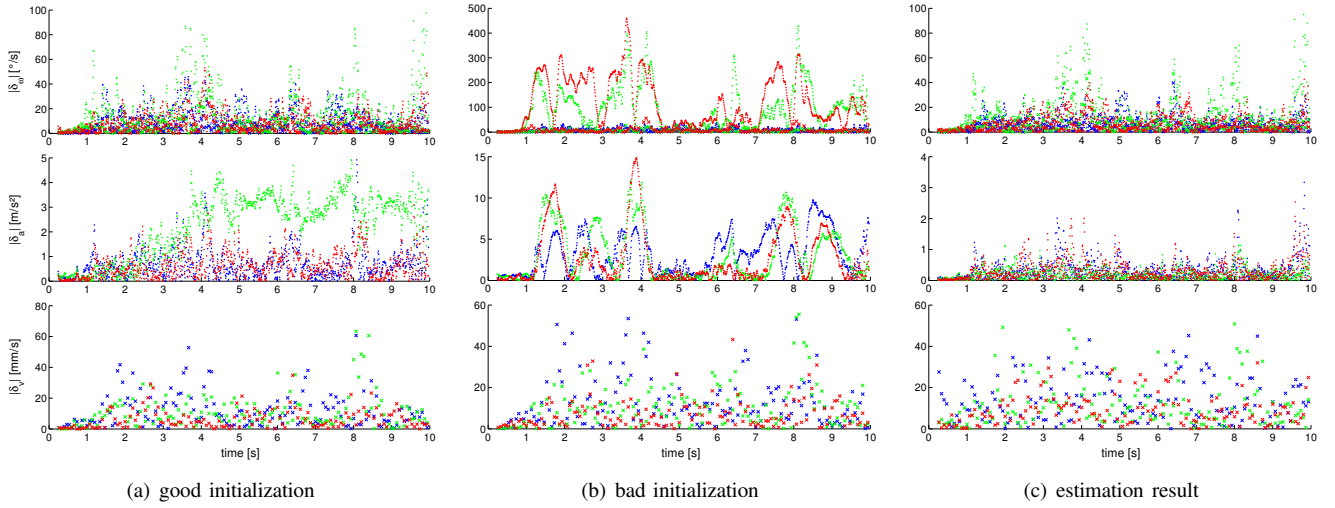 100
80
60
40
20
0
|δω| [°/s]
0 1 2 3 4 5 6 7 8 9 10
5
4
3
2
1
0
|δa| [m/s²]
0 1 2 3 4 5 6 7 8 9 10
80
60
40
20
0
|δv| [mm/s]
0 1 2 3 4 5 6 7 8 9 10
time [s]
(a) good initialization
500
400
300
200
100
0
0 1 2 3 4 5 6 7 8 9 10
15
10
5
0
0 1 2 3 4 5 6 7 8 9 10
60
40
20
0
0 1 2 3 4 5 6 7 8 9 10
time [s]
(b) bad initialization
100
80
60
40
20
0
0 1 2 3 4 5 6 7 8 9 10
4
3
2
1
0
0 1 2 3 4 5 6 7 8 9 10
60
40
20
0
0 1 2 3 4 5 6 7 8 9 10
time [s]
(c) estimation result